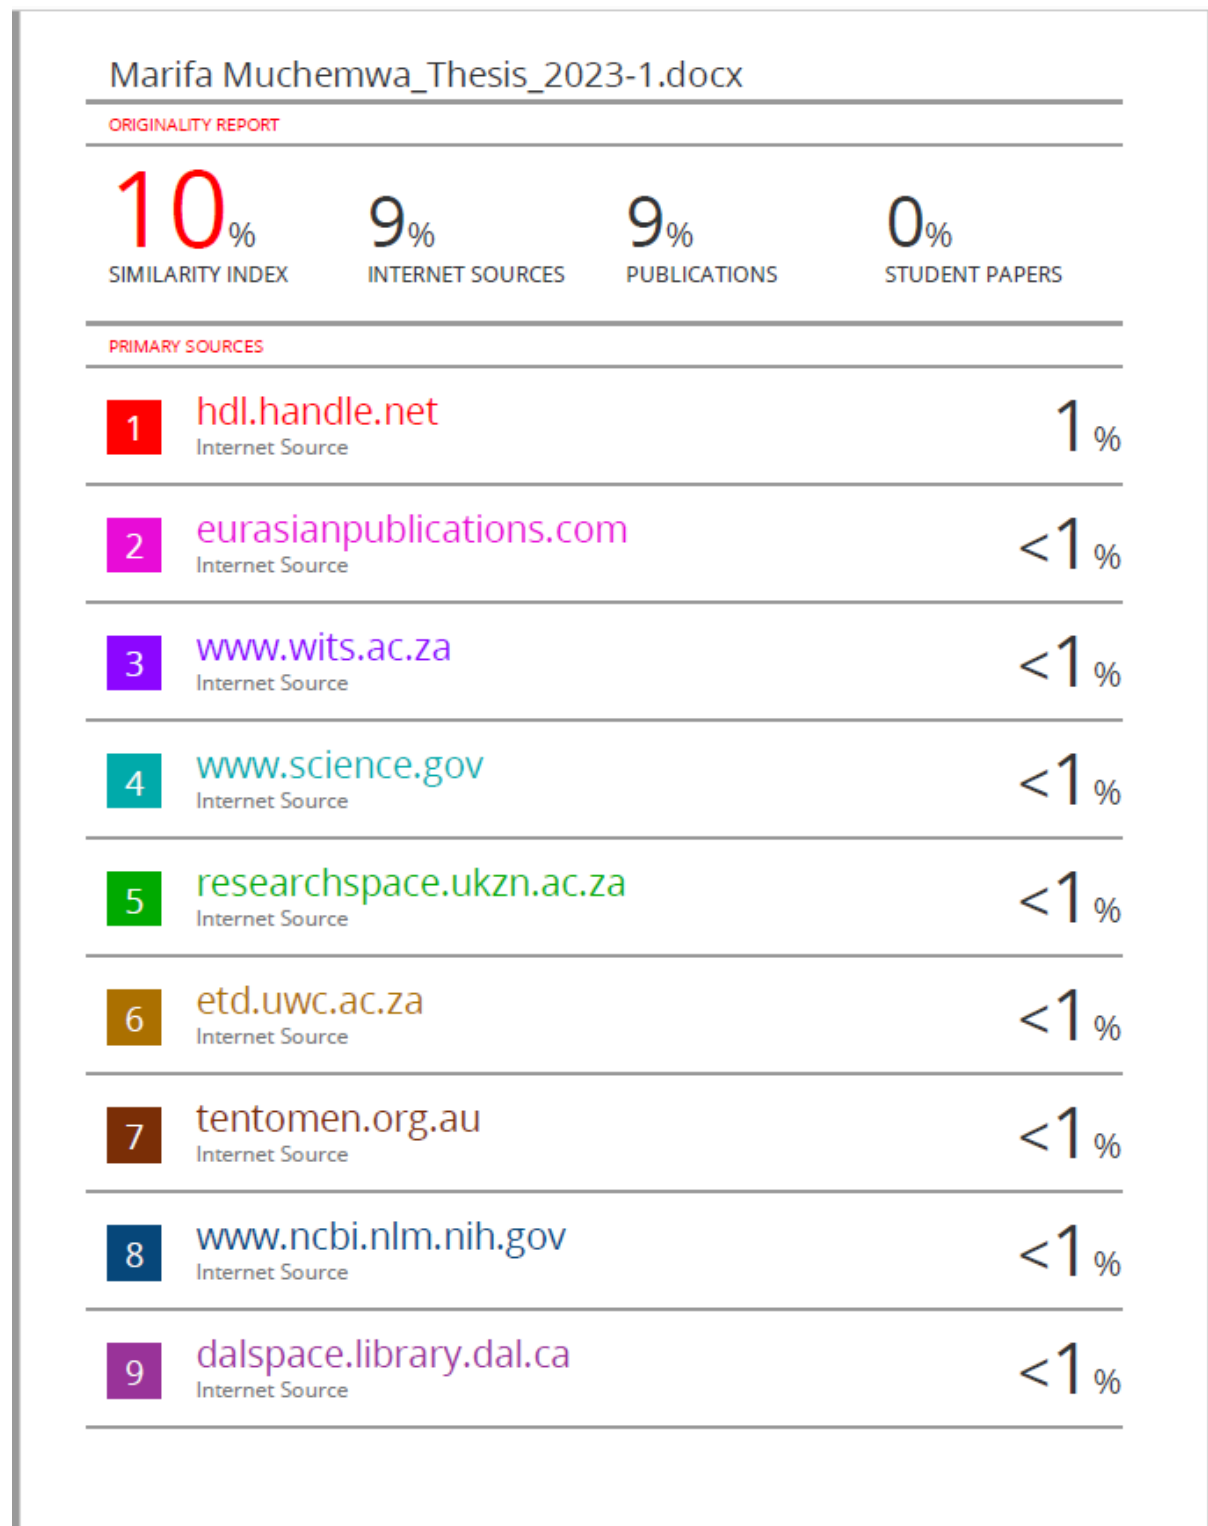 Marifa Muchemwa_Thesis_2023-1.docx
ORIGINALITY REPORT
10% 9% 9% 0%
SIMILARITY INDEX INTERNET SOURCES PUBLICATIONS STUDENT PAPERS
PRIMARY SOURCES
1 hdl.handle.net 1%
Internet Source
2 eurasianpublications.com <1%
Internet Source
3 www.wits.ac.za <1%
Internet Source
4 www.science.gov <1%
Internet Source
5 researchspace.ukzn.ac.za <1%
Internet Source
6 etd.uwc.ac.za <1%
Internet Source
7 tentomen.org.au <1%
Internet Source
8 www.ncbi.nlm.nih.gov <1%
Internet Source
9 dalspace.library.dal.ca <1%
Internet Source